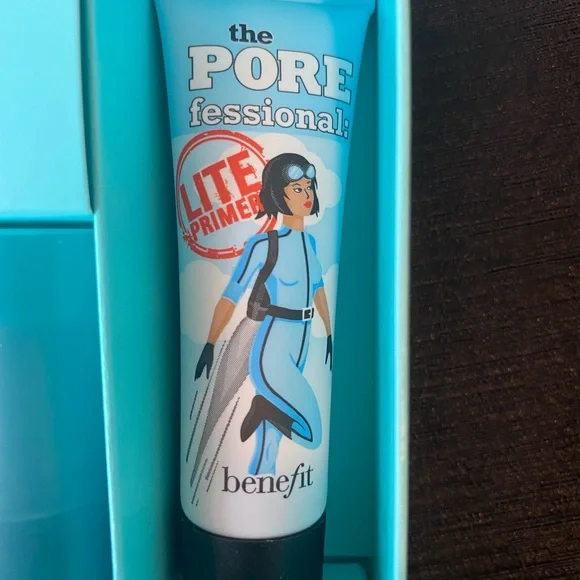 the
PORE
fessional:
LITE
PRIMER
benefit